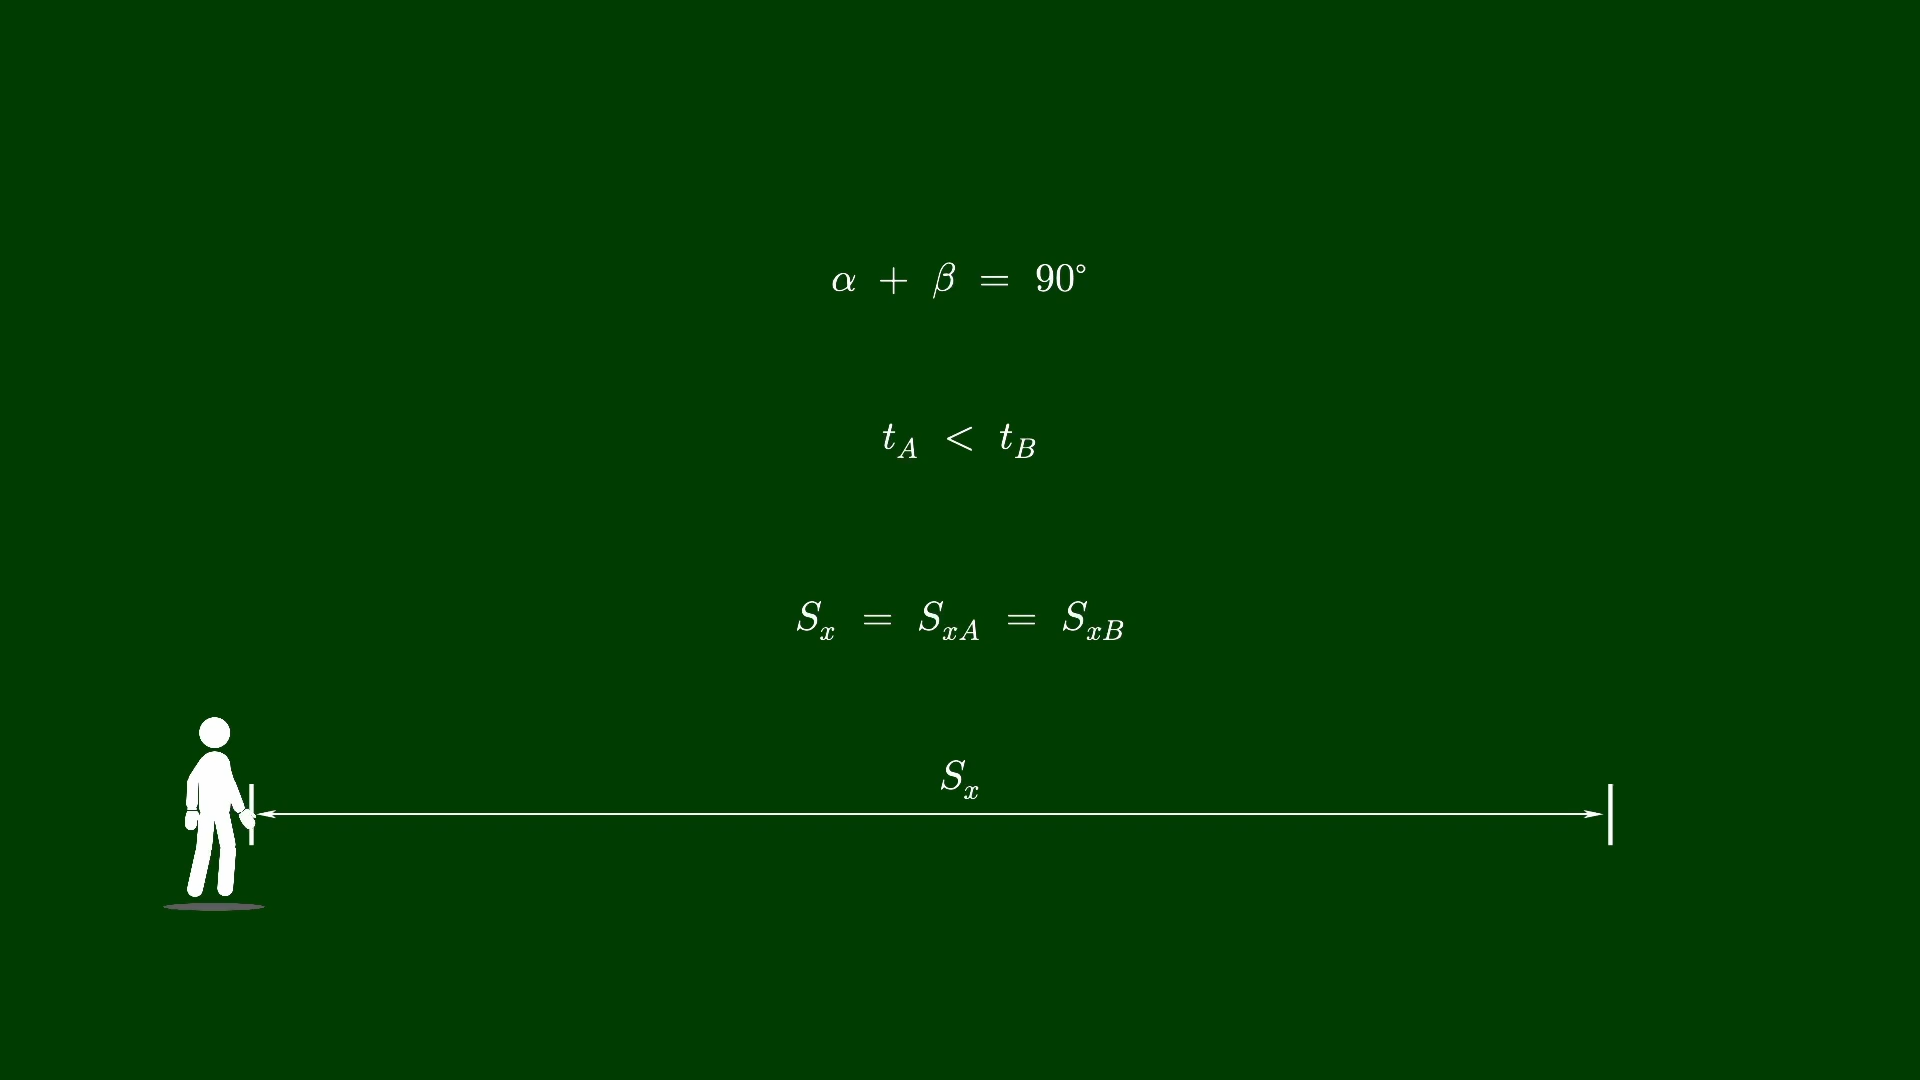 α + β = 90°
t_A < t_B
S_x = S_xA = S_xB
S_x